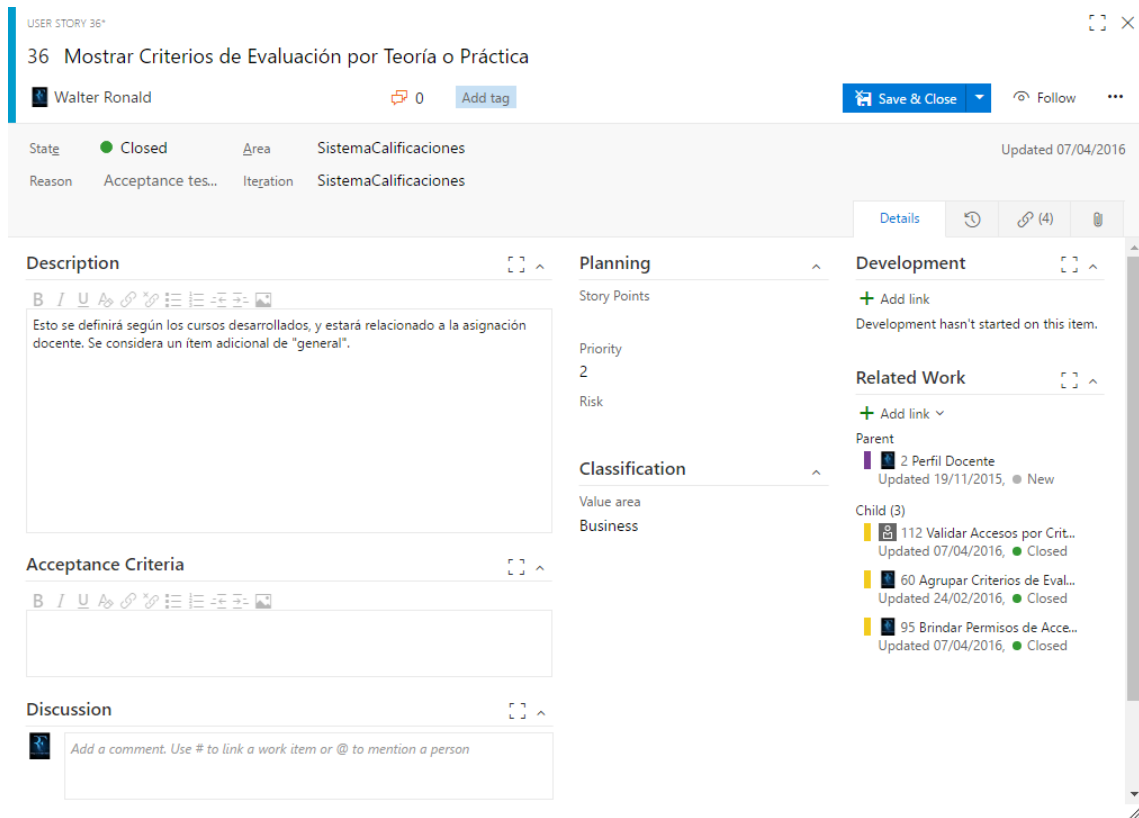 USER STORY 36*
36 Mostrar Criterios de Evaluación por Teoría o Práctica
Walter Ronald
0
Add tag
Save & Close
Follow
State
Closed
Area
SistemaCalificaciones
Updated 07/04/2016
Reason
Acceptance tes...
Iteration
SistemaCalificaciones
Details
(4)
Description
B I U
Esto se definirá según los cursos desarrollados, y estará relacionado a la asignación
docente. Se considera un ítem adicional de "general".
Acceptance Criteria
B I U
Discussion
Add a comment. Use # to link a work item or @ to mention a person
Planning
Story Points
Priority
2
Risk
Classification
Value area
Business
Development
+ Add link
Development hasn't started on this item.
Related Work
+ Add link
Parent
2 Perfil Docente
Updated 19/11/2015, New
Child (3)
112 Validar Accesos por Crit...
Updated 07/04/2016, Closed
60 Agrupar Criterios de Eval...
Updated 24/02/2016, Closed
95 Brindar Permisos de Acce...
Updated 07/04/2016, Closed